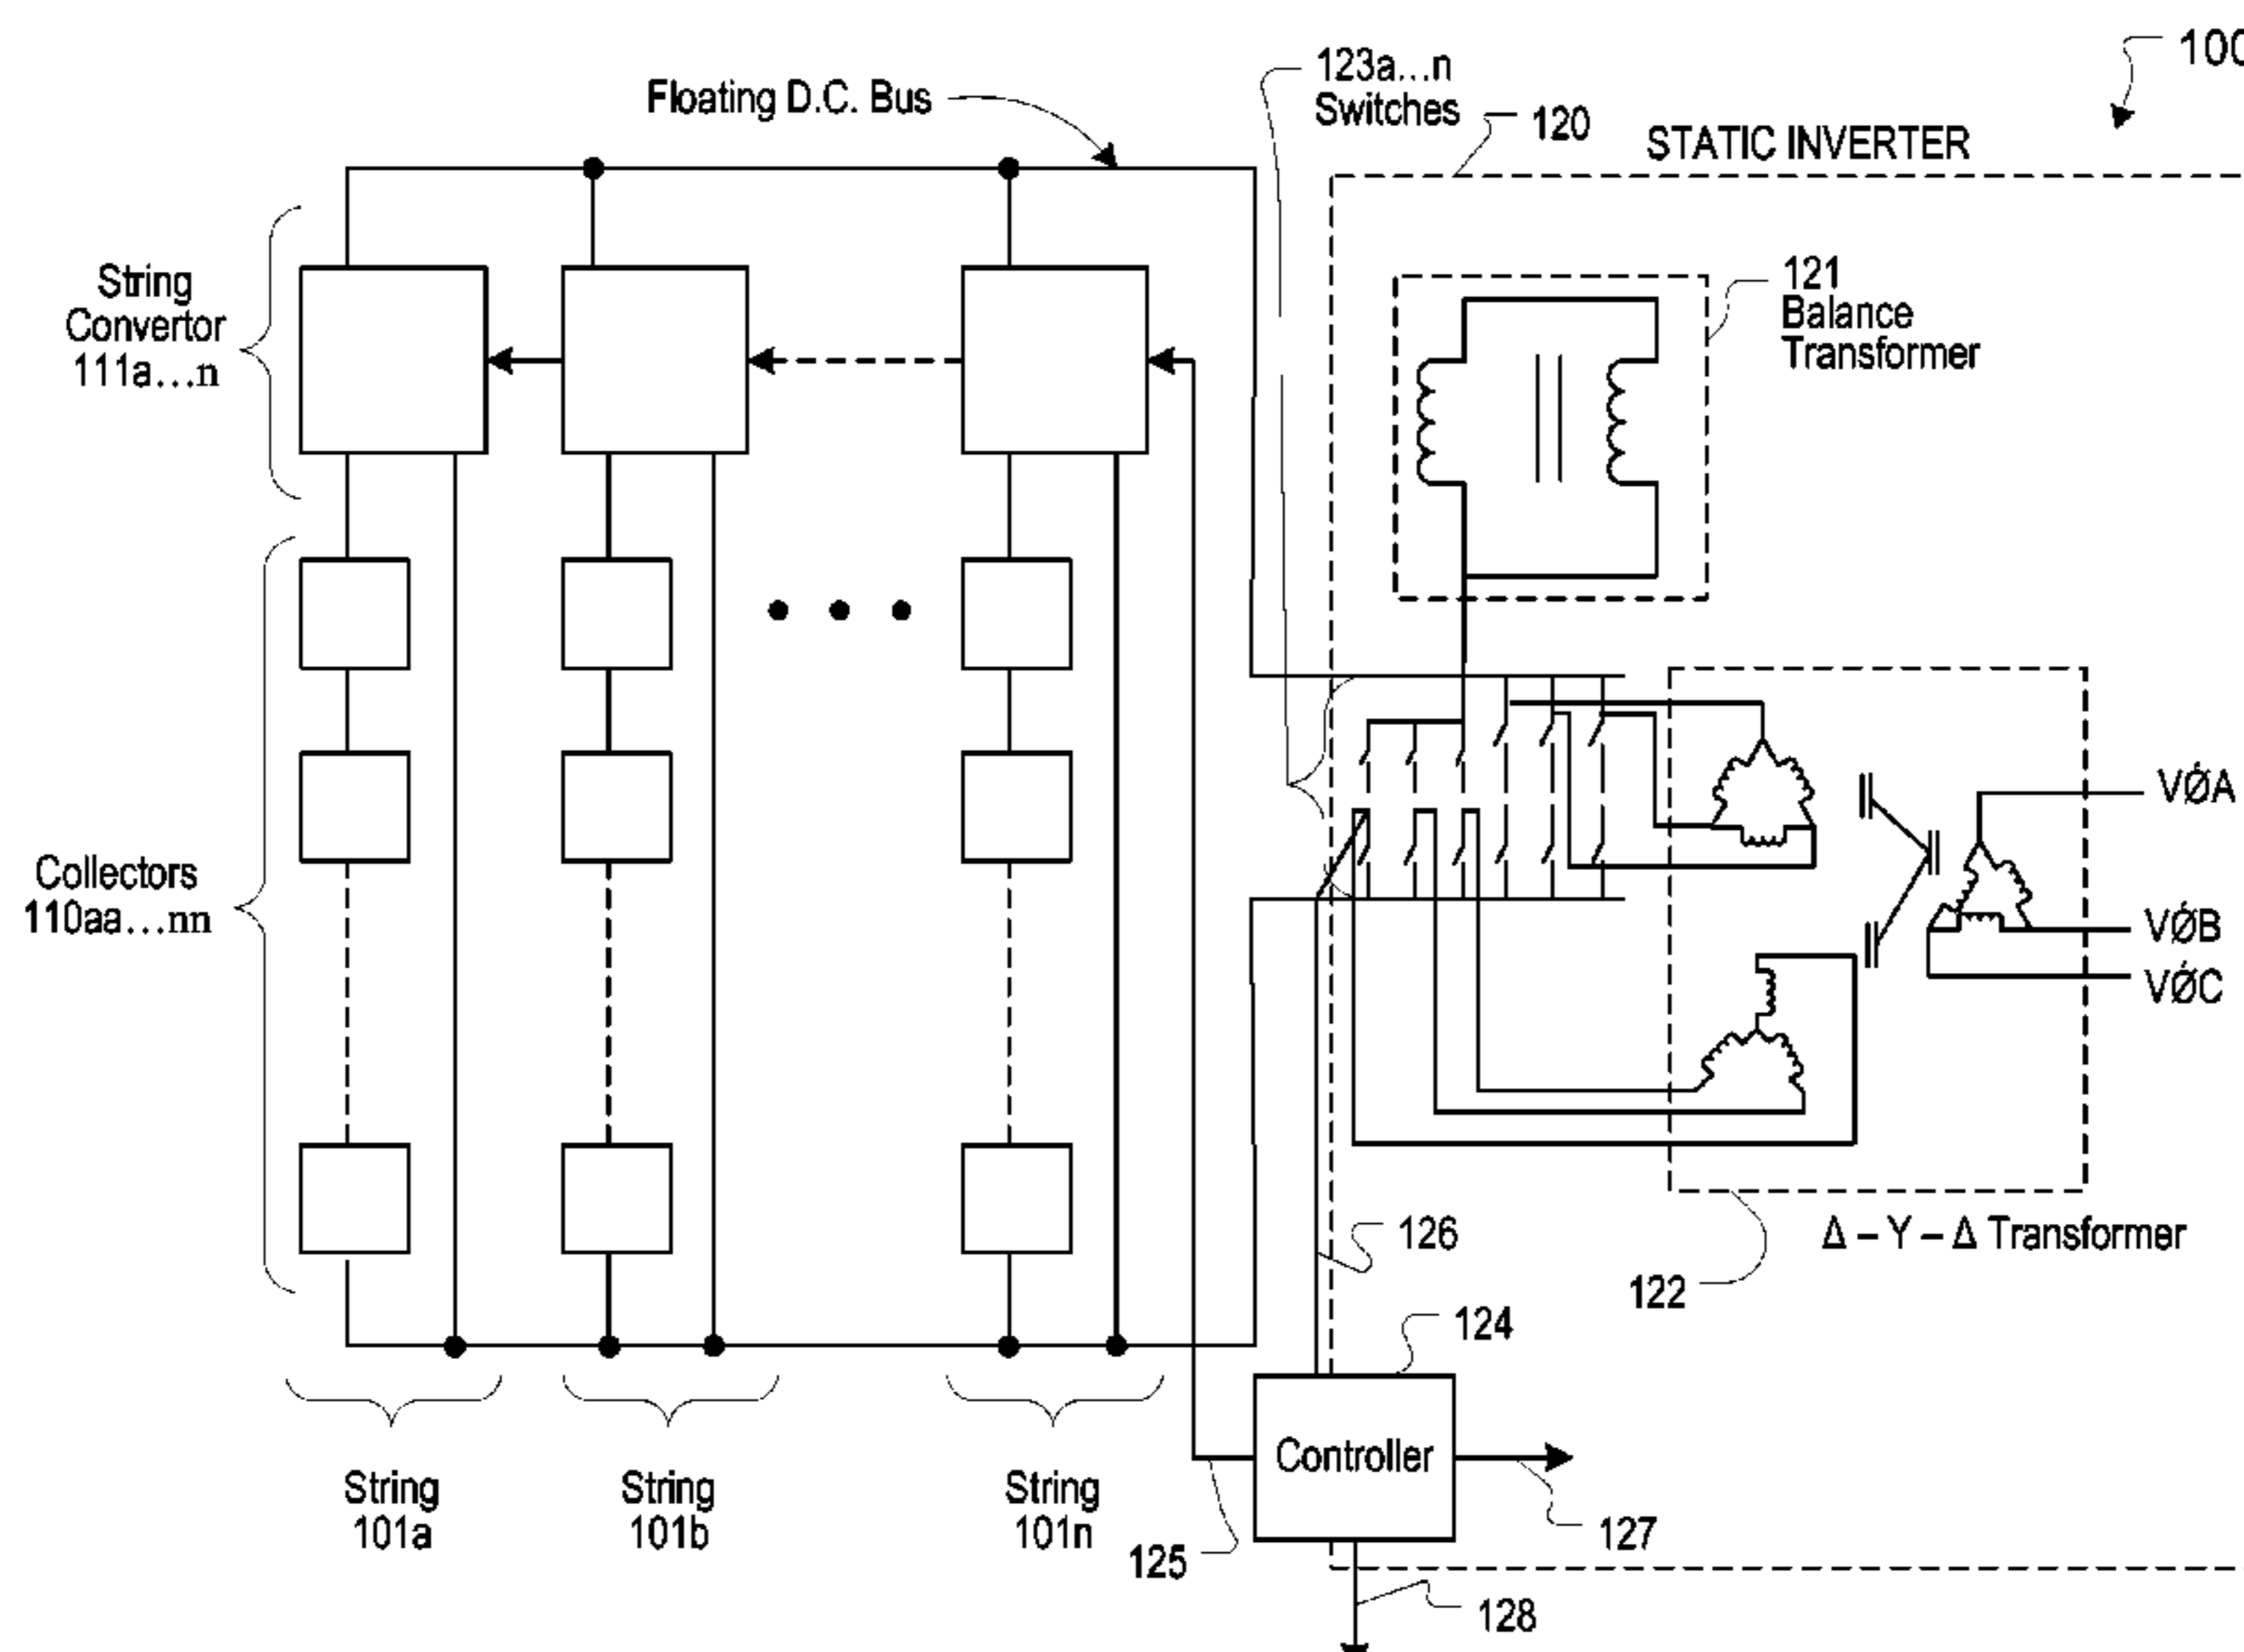 100
123a...n
Switches
Floating D.C. Bus
120
STATIC INVERTER
String
Convertor
111a...n
121
Balance
Transformer
Collectors
110aa...nn
VØA
VØB
VØC
126
Δ – Y – Δ Transformer
122
124
Controller
String
101a
String
101b
String
101n
125
127
128